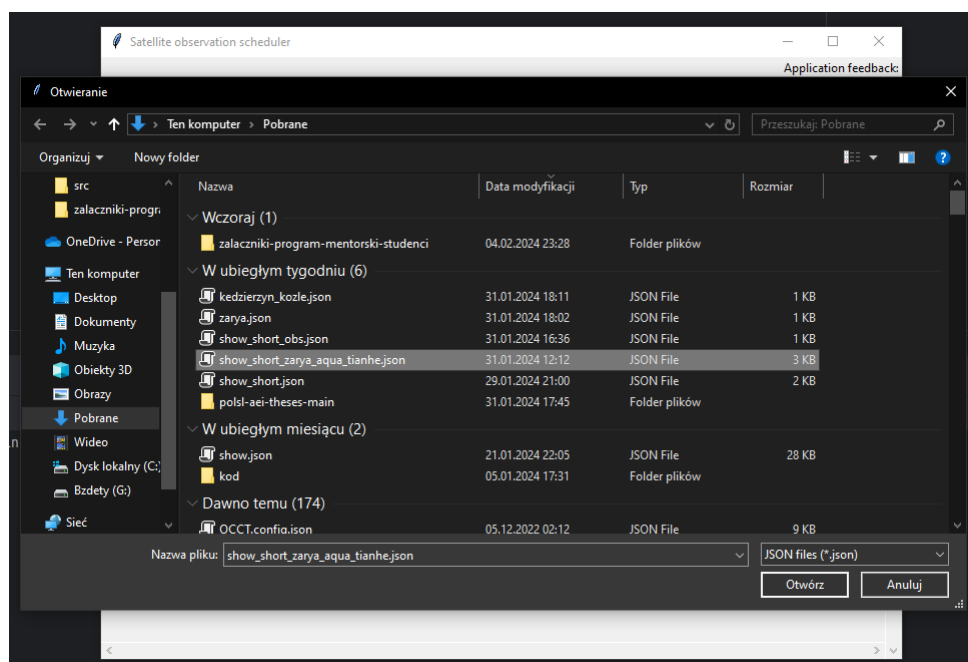 Satellite observation scheduler
Application feedback:
Otwieranie
Ten komputer > Pobrane
Przeszukaj: Pobrane
Organizuj
Nowy folder
src
zalaczniki-progra
OneDrive - Person
Ten komputer
Desktop
Dokumenty
Muzyka
Obiekty 3D
Obrazy
Pobrane
Wideo
Dysk lokalny (C:)
Bzdety (G:)
Sieć
Nazwa Data modyfikacji Typ Rozmiar
Wczoraj (1)
zalaczniki-program-mentorski-studenci 04.02.2024 23:28 Folder plików
W ubiegłym tygodniu (6)
kedzierzyn_kozle.json 31.01.2024 18:11 JSON File 1 KB
zarya.json 31.01.2024 18:02 JSON File 1 KB
show_short_obs.json 31.01.2024 16:36 JSON File 1 KB
show_short_zarya_aqua_tianhe.json 31.01.2024 12:12 JSON File 3 KB
show_short.json 29.01.2024 21:00 JSON File 2 KB
polsl-aei-theses-main 31.01.2024 17:45 Folder plików
W ubiegłym miesiącu (2)
show.json 21.01.2024 22:05 JSON File 28 KB
kod 05.01.2024 17:31 Folder plików
Dawno temu (174)
OCCT.config.json 05.12.2022 02:12 JSON File 9 KB
Nazwa pliku: show_short_zarya_aqua_tianhe.json
JSON files (*.json)
Otwórz
Anuluj